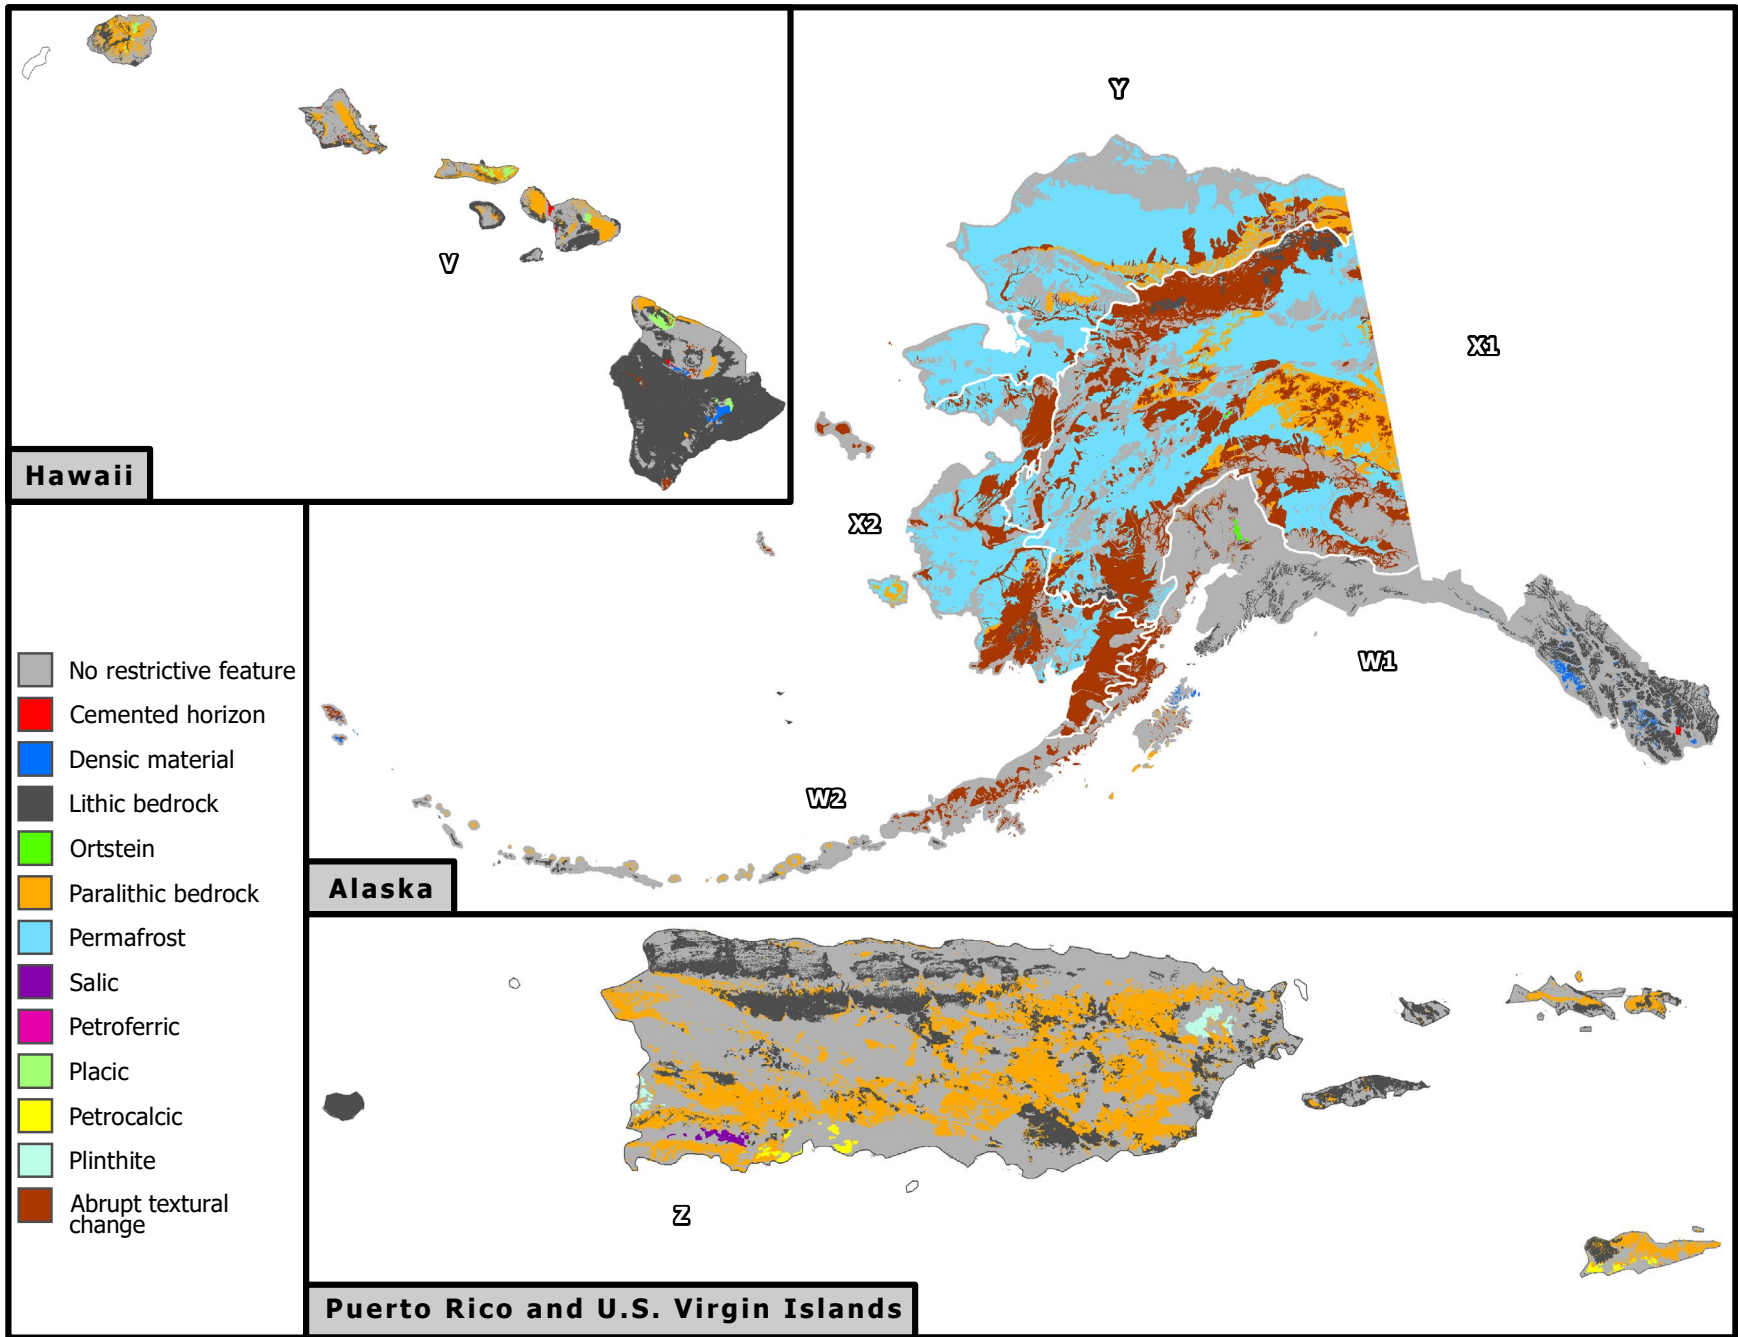 Y
V
X1
Hawaii
X2
W1
W2
No restrictive feature
Cemented horizon
Densic material
Lithic bedrock
Ortstein
Paralithic bedrock
Permafrost
Salic
Petroferric
Placic
Petrocalcic
Plinthite
Abrupt textural
change
Alaska
Z
Puerto Rico and U.S. Virgin Islands